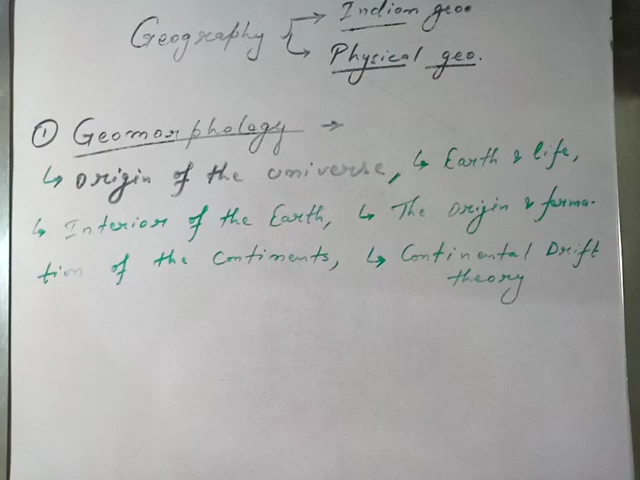 Indian geo
Geography
Physical geo.
① Geomorphology →
↳ Origin of the universe, ↳ Earth & life,
↳ Interior of the Earth, ↳ The Origin & forma-
tion of the Continents, ↳ Continental Drift
theory